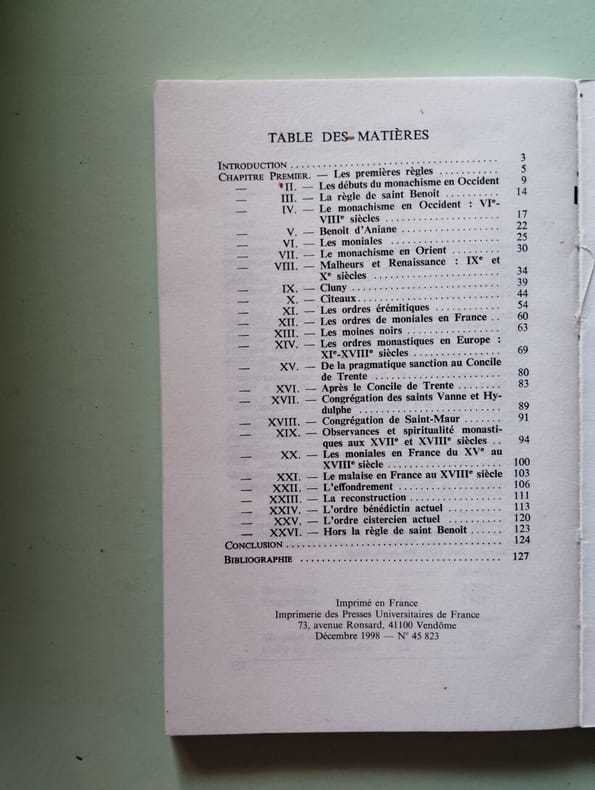 TABLE DES MATIÈRES
INTRODUCTION .................................... 3
CHAPITRE PREMIER. — Les premières règles ........... 5
— II. — Les débuts du monachisme en Occident 9
— III. — La règle de saint Benoît ........... 14
— IV. — Le monachisme en Occident : VIe-
VIIIe siècles .................... 17
— V. — Benoit d'Aniane .................. 22
— VI. — Les moniales .................... 25
— VII. — Le monachisme en Orient ......... 30
— VIII. — Malheurs et Renaissance : IXe et
Xe siècles ....................... 34
— IX. — Cluny ........................... 39
— X. — Cîteaux.......................... 44
— XI. — Les ordres érémitiques ............ 54
— XII. — Les ordres de moniales en France .. 60
— XIII. — Les moines noirs ................. 63
— XIV. — Les ordres monastiques en Europe :
XIe-XVIIIe siècles ................ 69
— XV. — De la pragmatique sanction au Concile
de Trente ....................... 80
— XVI. — Après le Concile de Trente ........ 83
— XVII. — Congrégation des saints Vanne et Hy-
dulphe .......................... 89
— XVIII. — Congrégation de Saint-Maur ....... 91
— XIX. — Observances et spiritualité monasti-
ques aux XVIIe et XVIIIe siècles .. 94
— XX. — Les moniales en France du XVe au
XVIIIe siècle .................... 100
— XXI. — Le malaise en France au XVIIIe siècle 103
— XXII. — L'effondrement ................... 106
— XXIII. — La reconstruction ................ 111
— XXIV. — L'ordre bénédictin actuel ......... 113
— XXV. — L'ordre cistercien actuel .......... 120
— XXVI. — Hors la règle de saint Benoît ...... 123
CONCLUSION ...................................... 124
BIBLIOGRAPHIE .................................... 127
Imprimé en France
Imprimerie des Presses Universitaires de France
73, avenue Ronsard, 41100 Vendôme
Décembre 1998 — N° 45 823